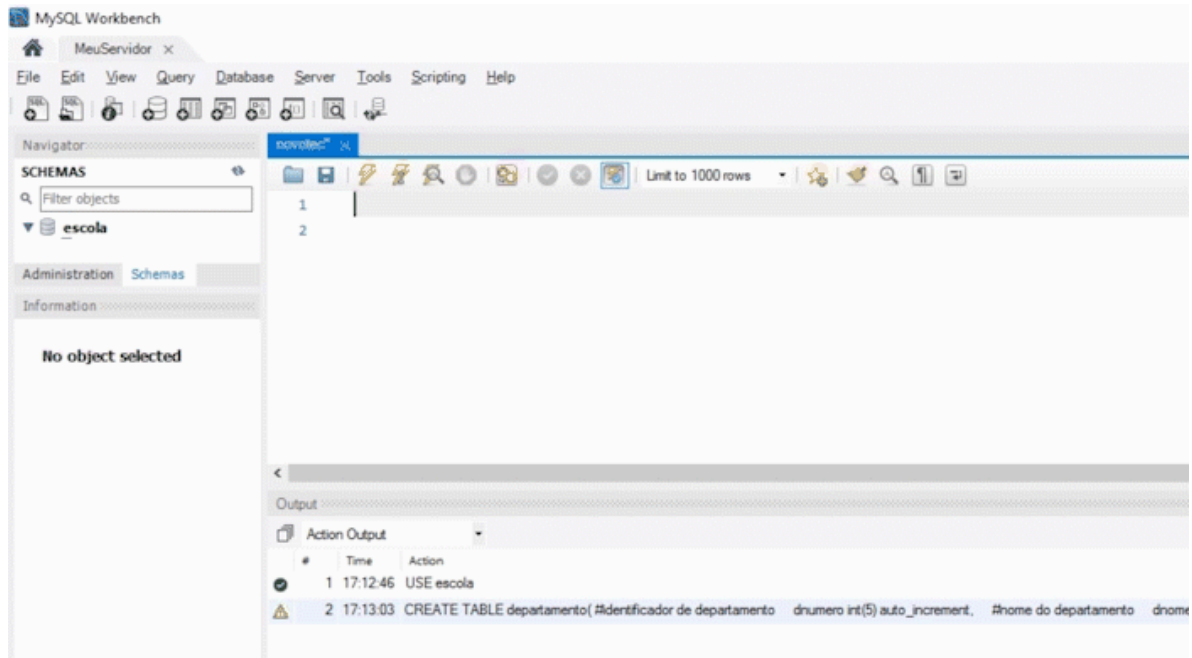 MySQL Workbench
MeuServidor ×
File Edit View Query Database Server Tools Scripting Help
Navigator
SCHEMAS
Filter objects
escola
Administration Schemas
Information
No object selected
novotec*
Limit to 1000 rows
1
2
Output
Action Output
# Time Action
1 17:12:46 USE escola
2 17:13:03 CREATE TABLE departamento( #Identificador de departamento dnumero int(5) auto_increment, #nome do departamento dnome